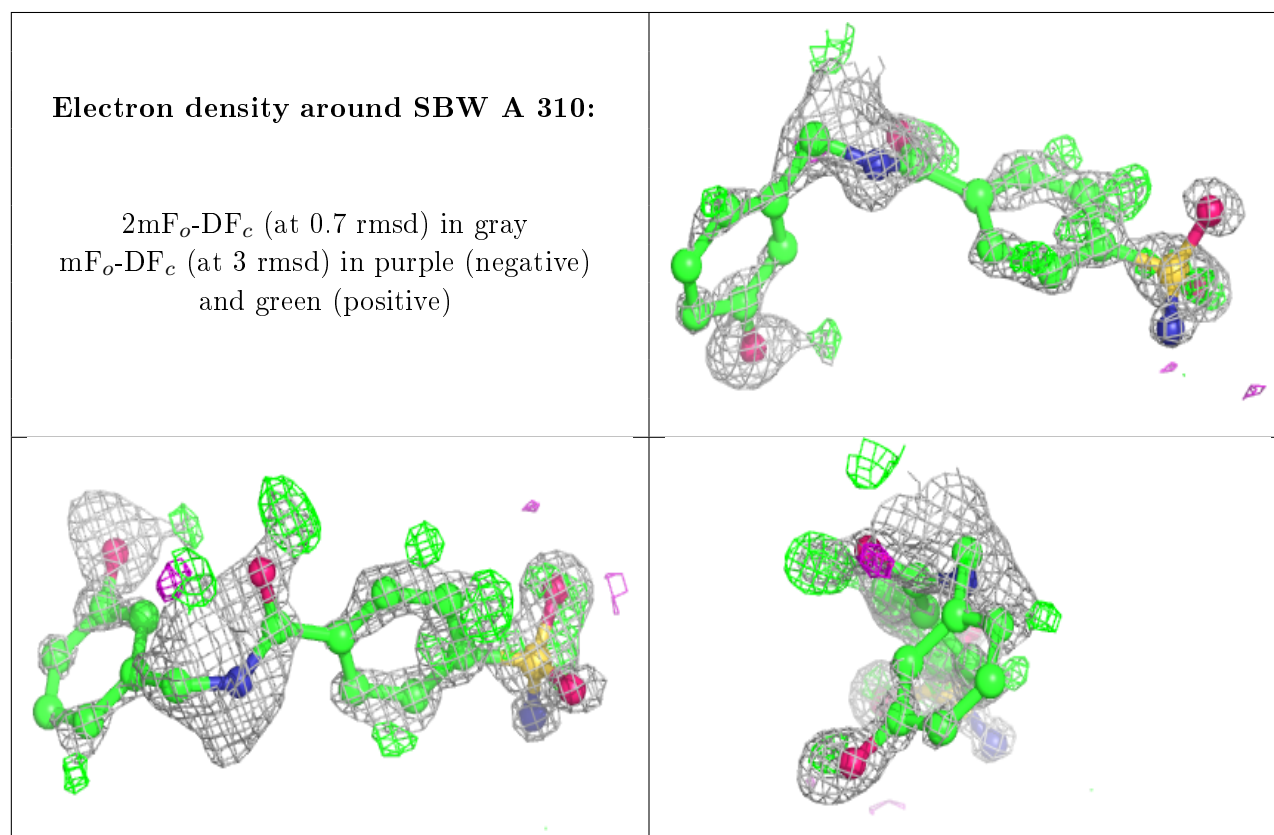 Electron density around SBW A 310:
2mFo-DFc (at 0.7 rmsd) in gray
mFo-DFc (at 3 rmsd) in purple (negative)
and green (positive)